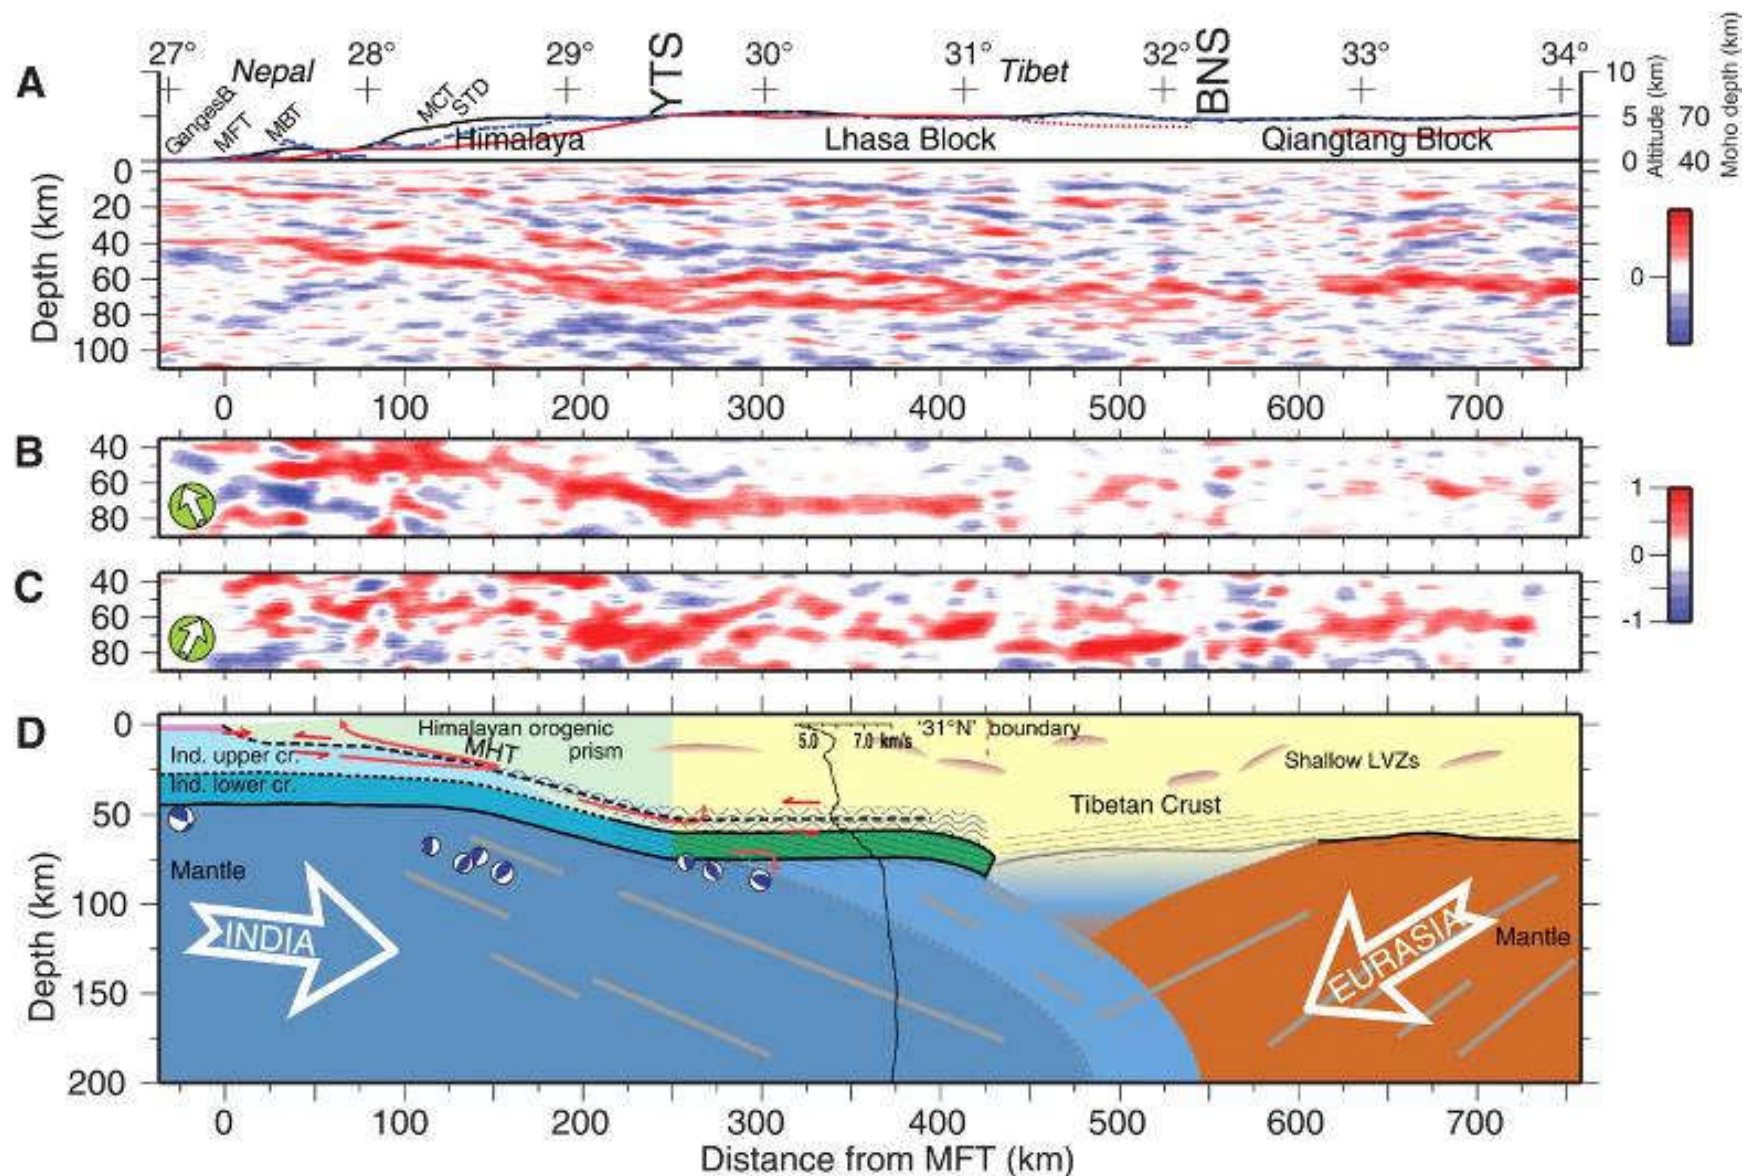 27° 28° 29° 30° 31° 32° 33° 34°
A
Nepal
YTS
Tibet
BNS
GangesB
MFT
MBT
MCT
STD
Himalaya
Lhasa Block
Qiangtang Block
10
5
0
Altitude (km)
70
40
Moho depth (km)
0
20
40
60
80
100
Depth (km)
0
0 100 200 300 400 500 600 700
B
40
60
80
1
0
-1
C
40
60
80
D
0
50
100
150
200
Depth (km)
Himalayan orogenic
prism
MHT
Ind. upper cr.
Ind. lower cr.
5.0 7.0 km/s
'31°N' boundary
Shallow LVZs
Tibetan Crust
Mantle
INDIA
EURASIA
Mantle
0 100 200 300 400 500 600 700
Distance from MFT (km)